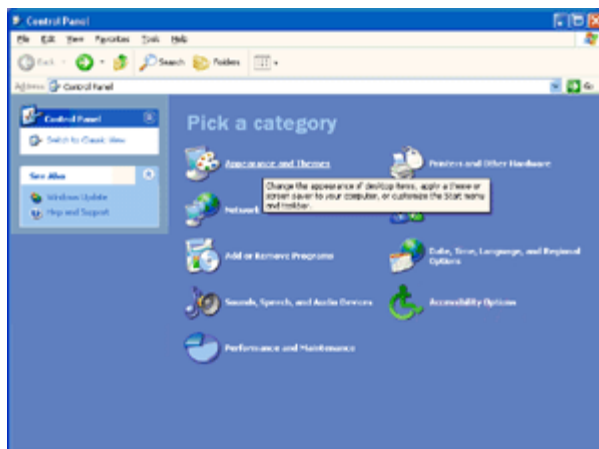 Control Panel
File Edit View Favorites Tools Help
Back Search Folders
Address Control Panel Go
Control Panel
Switch to Classic View
See Also
Windows Update
Help and Support
Pick a category
Appearance and Themes
Printers and Other Hardware
Change the appearance of desktop items, apply a theme or
screen saver to your computer, or customize the Start menu
and taskbar.
Network
Add or Remove Programs
Date, Time, Language, and Regional
Options
Sounds, Speech, and Audio Devices
Accessibility Options
Performance and Maintenance